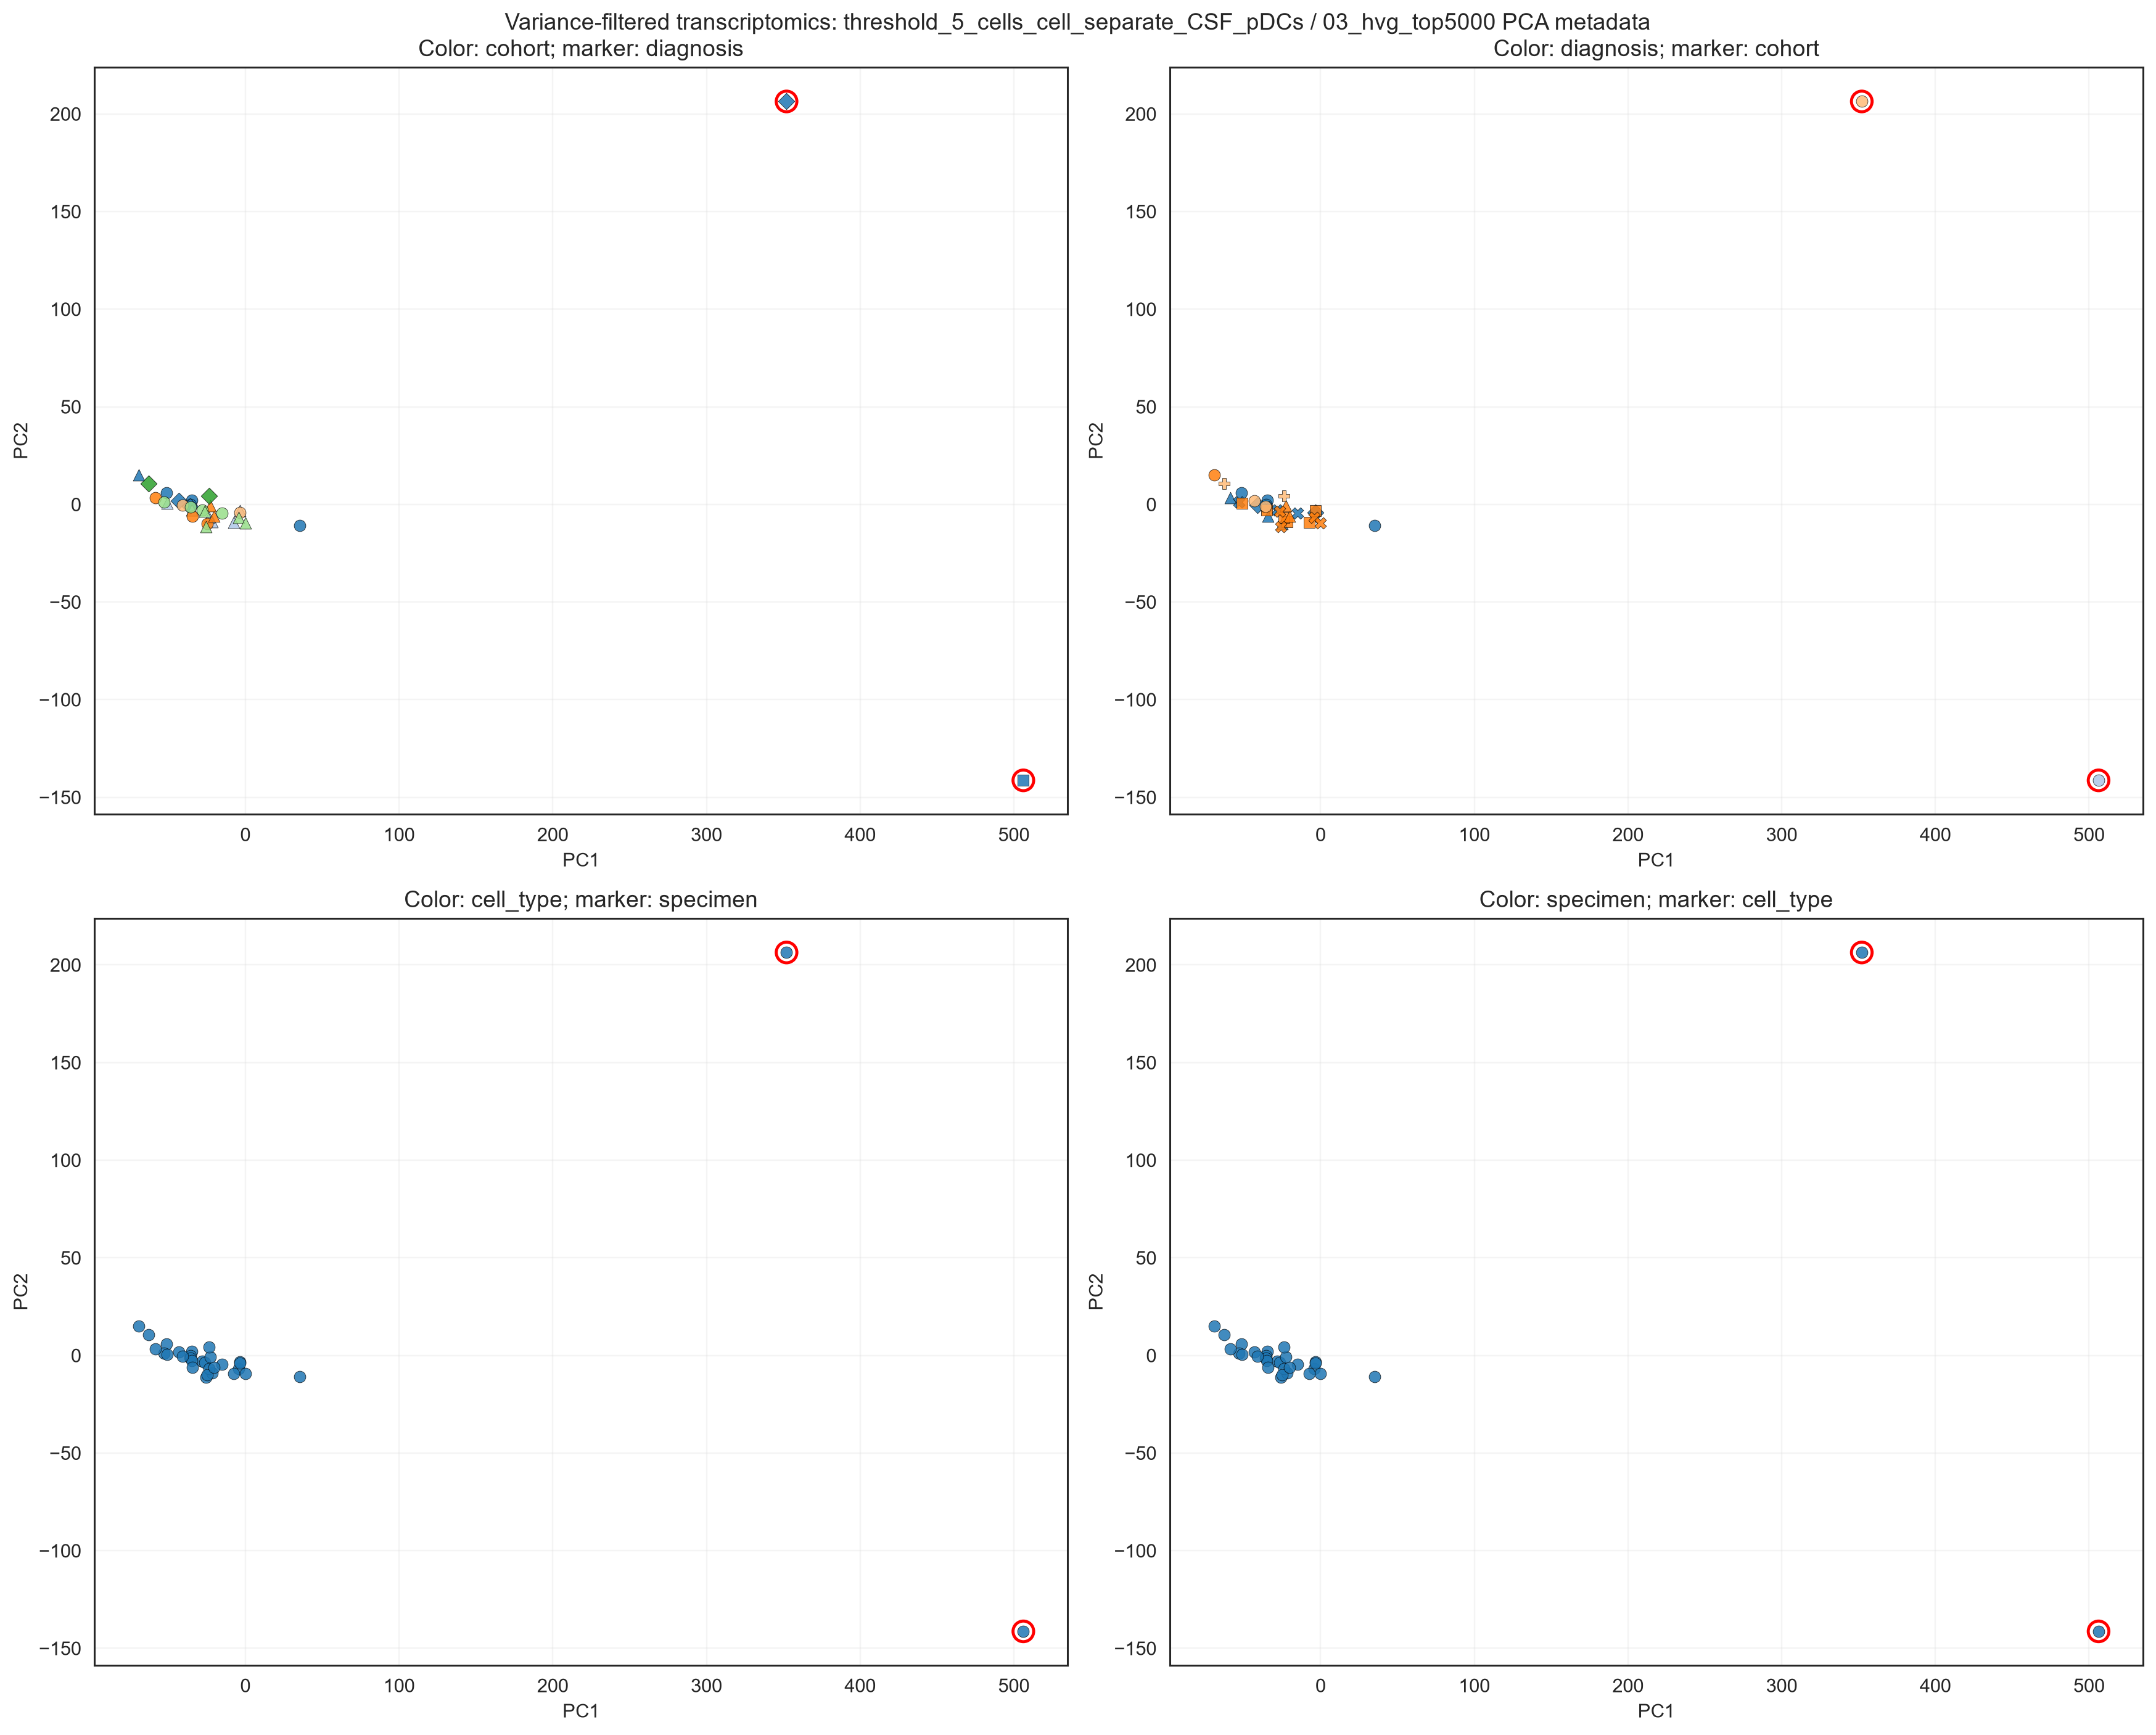 Variance-filtered transcriptomics: threshold_5_cells_cell_separate_CSF_pDCs / 03_hvg_top5000 PCA metadata
Color: cohort; marker: diagnosis
200
150
100
50
0
−50
−100
−150
PC2
0 100 200 300 400 500
PC1
Color: diagnosis; marker: cohort
200
150
100
50
0
−50
−100
−150
PC2
0 100 200 300 400 500
PC1
Color: cell_type; marker: specimen
200
150
100
50
0
−50
−100
−150
PC2
0 100 200 300 400 500
PC1
Color: specimen; marker: cell_type
200
150
100
50
0
−50
−100
−150
PC2
0 100 200 300 400 500
PC1